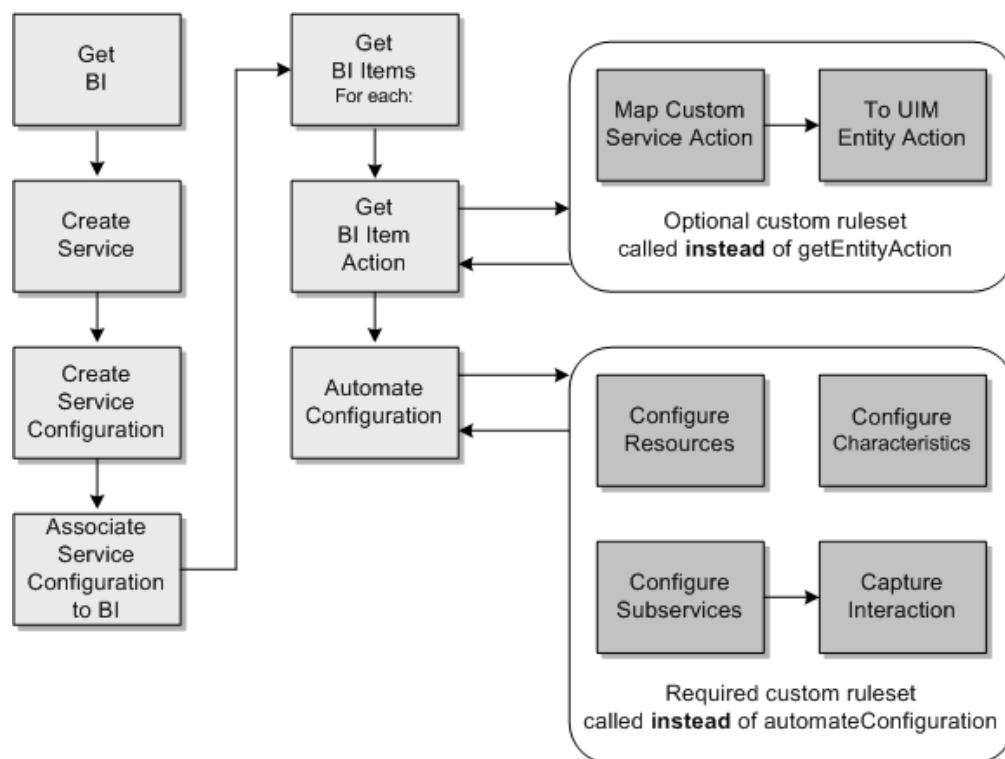 Get
BI
Create
Service
Create
Service
Configuration
Associate
Service
Configuration
to BI
Get
BI Items
For each:
Get
BI Item
Action
Automate
Configuration
Map Custom
Service Action
To UIM
Entity Action
Optional custom ruleset
called instead of getEntityAction
Configure
Resources
Configure
Characteristics
Configure
Subservices
Capture
Interaction
Required custom ruleset
called instead of automateConfiguration